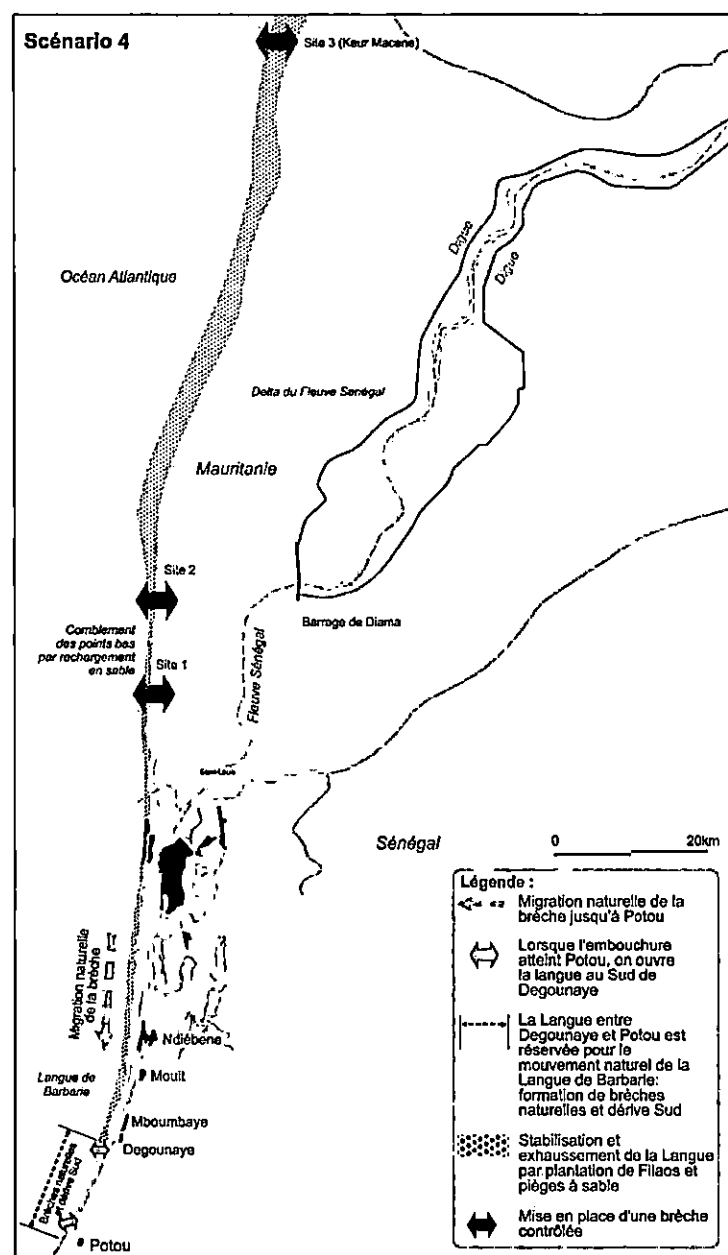 Scénario 4
Site 3 (Keur Macene)
Océan Atlantique
Digue
Digue
Delta du Fleuve Sénégal
Mauritanie
Site 2
Comblement
des points bas
par rechargement
en sable
Site 1
Barrage de Diama
Fleuve Sénégal
Saint-Louis
Sénégal
0 20km
Migration naturelle
de la brèche
Ndiébene
Langue de
Barbarie
Mouit
Mboumbaye
Degounaye
Brèches naturelles
et dérive Sud
Potou
Légende :
Migration naturelle de la
brèche jusqu'à Potou
Lorsque l'embouchure
atteint Potou, on ouvre
la langue au Sud de
Degounaye
La Langue entre
Degounaye et Potou est
réservée pour le
mouvement naturel de la
Langue de Barbarie:
formation de brèches
naturelles et dérive Sud
Stabilisation et
exhaussement de la Langue
par plantation de Filaos et
pièges à sable
Mise en place d'une brèche
contrôlée